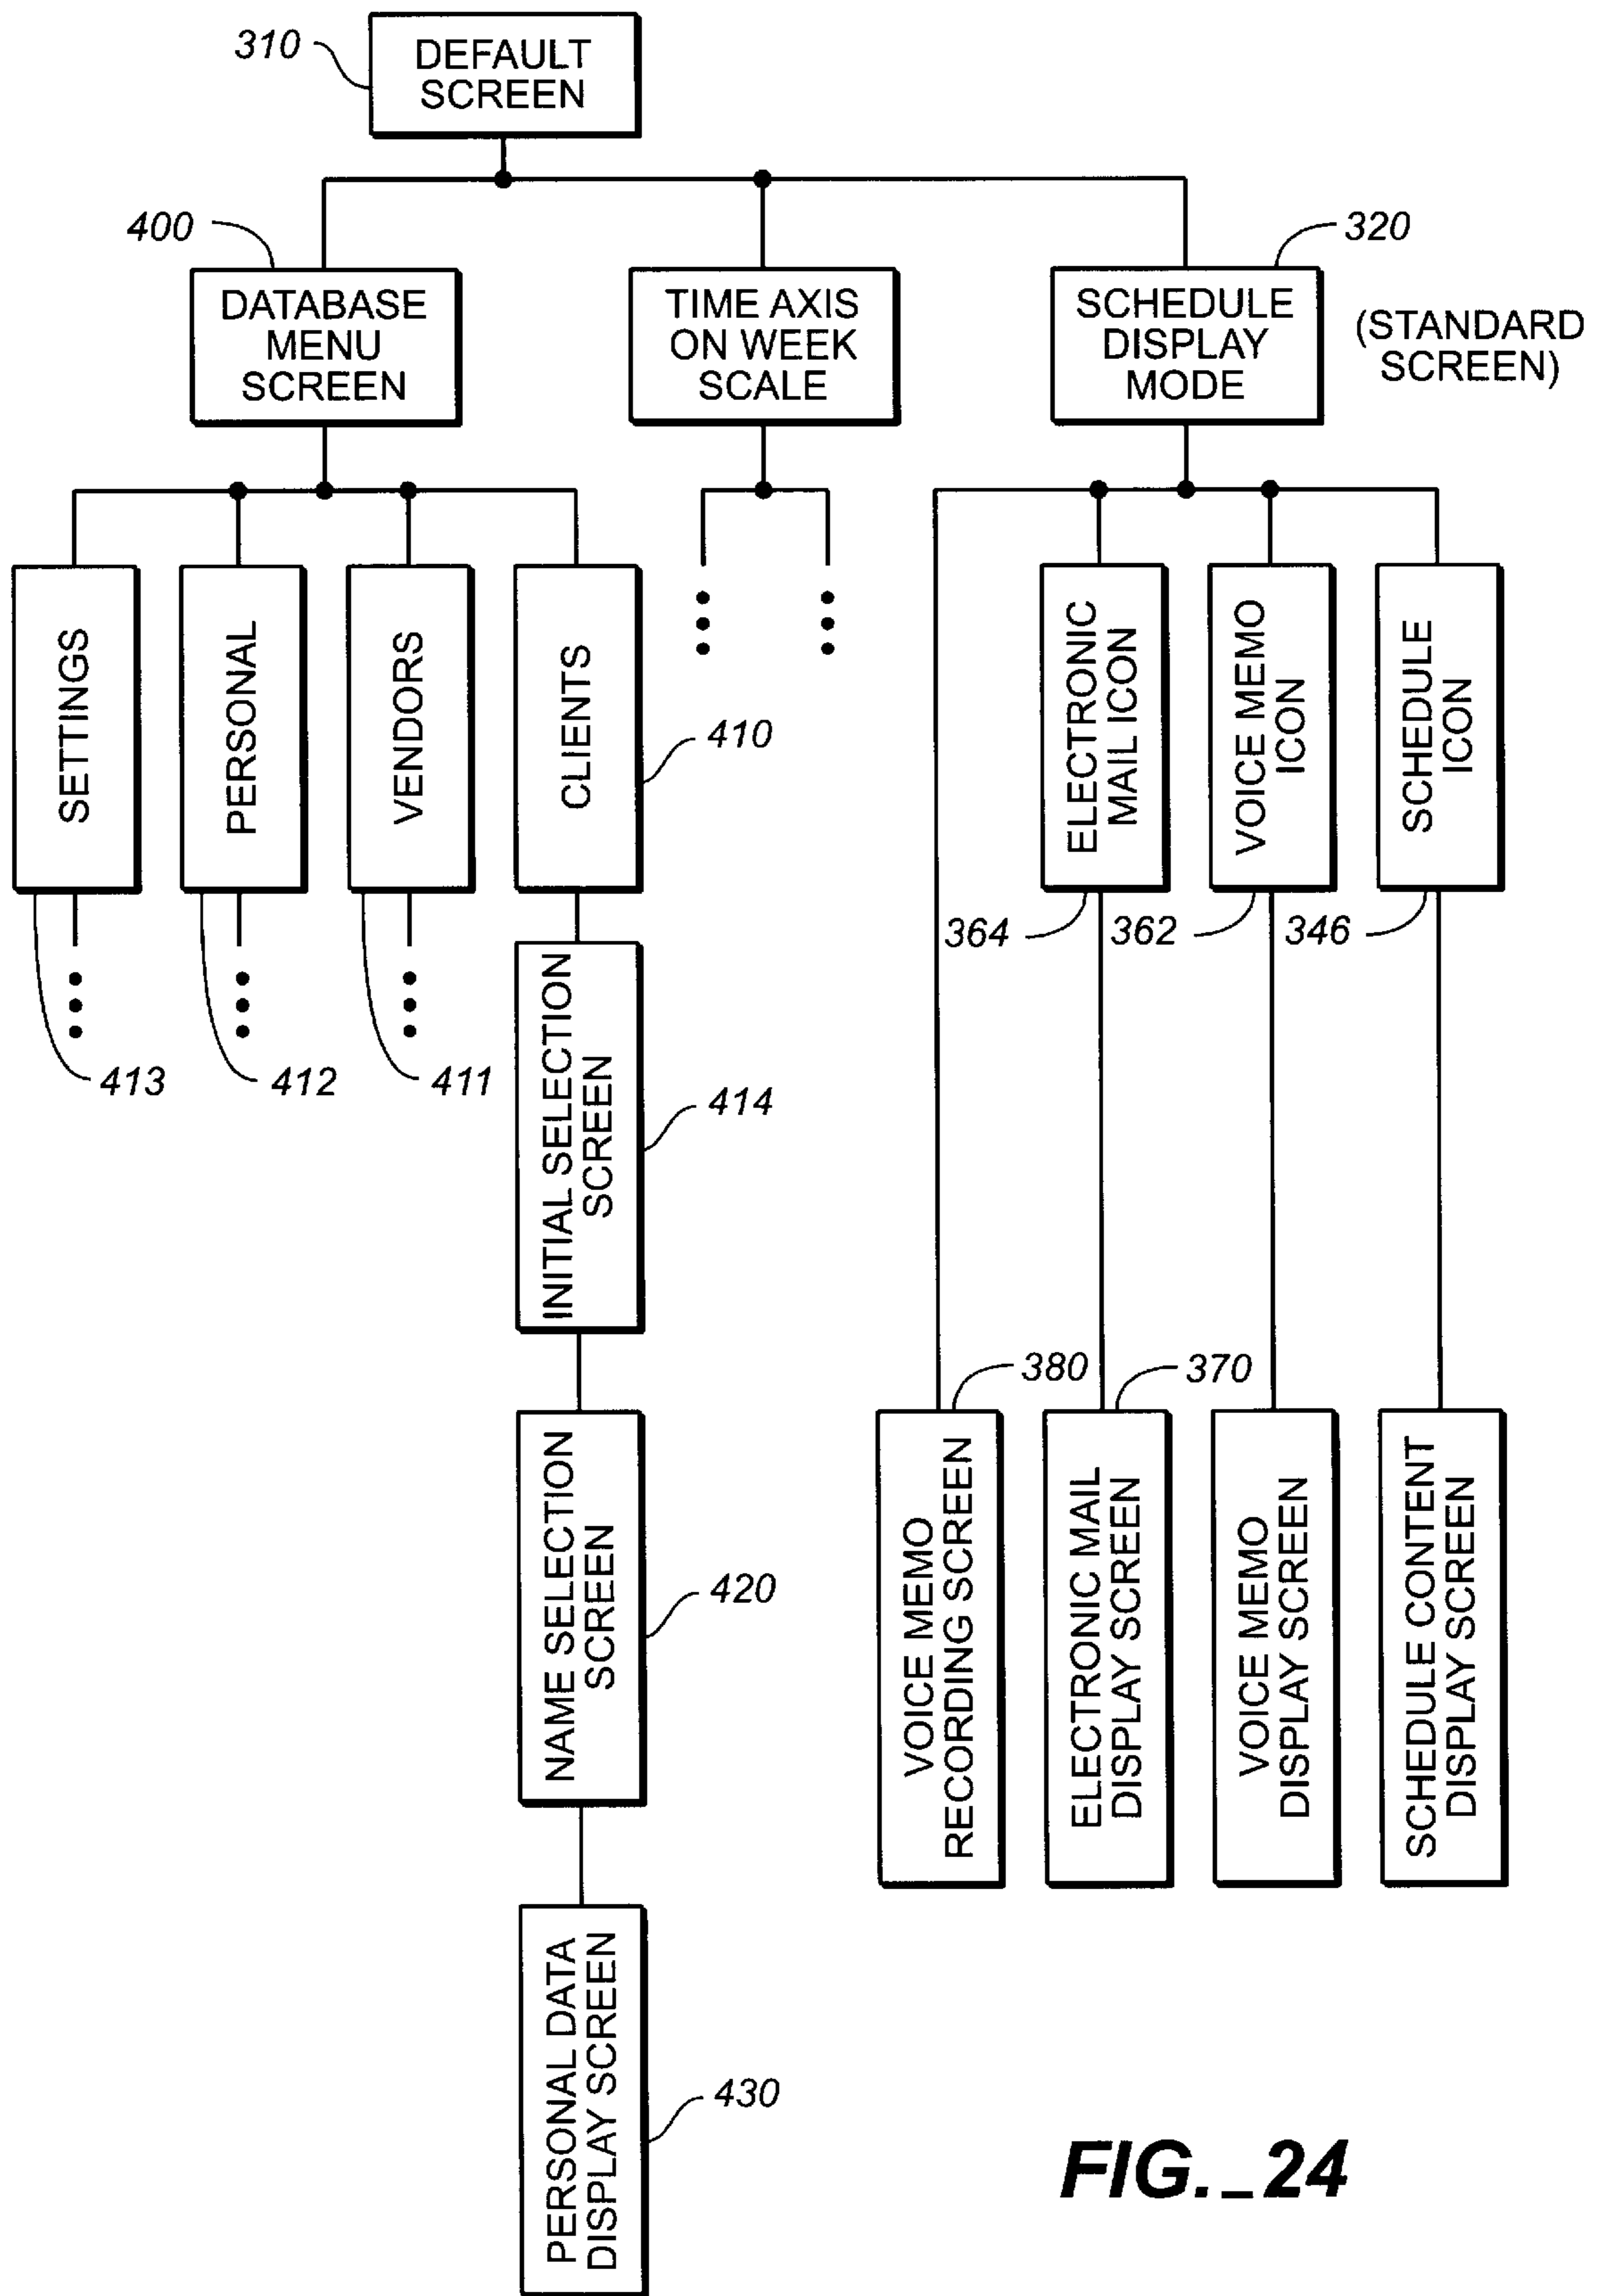 310
DEFAULT
SCREEN
400
320
DATABASE
MENU
SCREEN
TIME AXIS
ON WEEK
SCALE
SCHEDULE
DISPLAY
MODE
(STANDARD
SCREEN)
SETTINGS
PERSONAL
VENDORS
CLIENTS
410
ELECTRONIC
MAIL ICON
VOICE MEMO
ICON
SCHEDULE
ICON
364
362
346
413
412
411
INITIAL SELECTION
SCREEN
414
380
370
NAME SELECTION
SCREEN
420
VOICE MEMO
RECORDING SCREEN
ELECTRONIC MAIL
DISPLAY SCREEN
VOICE MEMO
DISPLAY SCREEN
SCHEDULE CONTENT
DISPLAY SCREEN
PERSONAL DATA
DISPLAY SCREEN
430
FIG._24